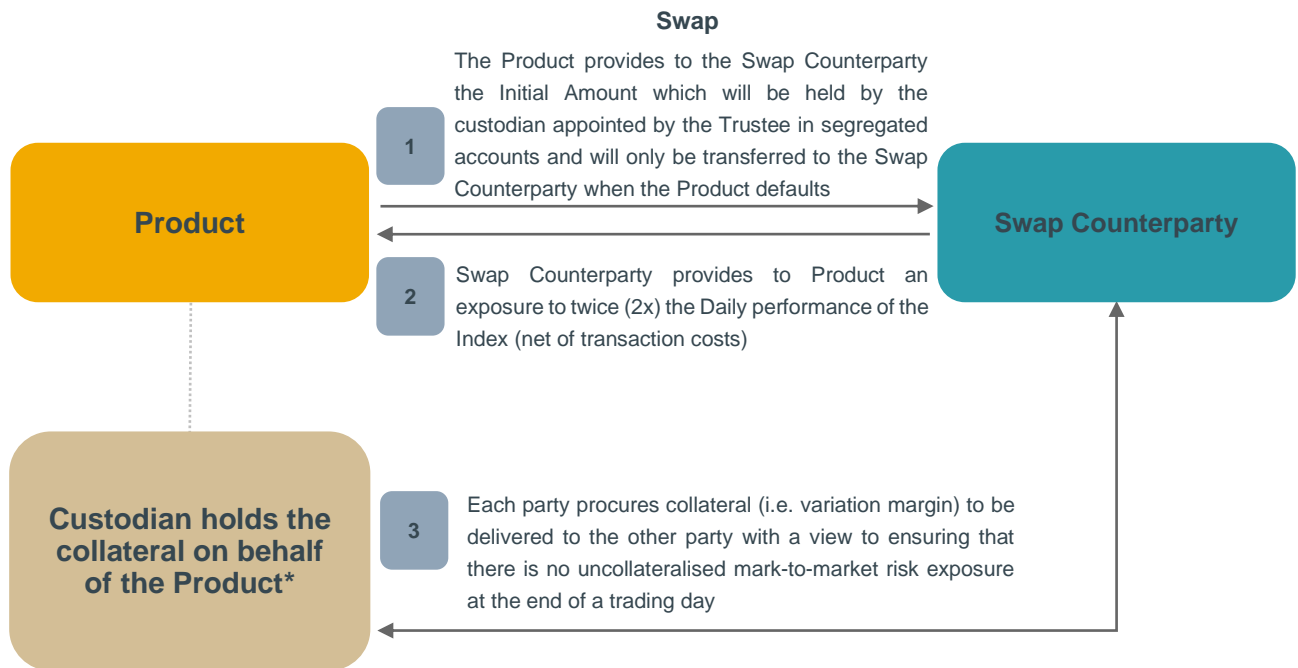 Swap
The Product provides to the Swap Counterparty
the Initial Amount which will be held by the
custodian appointed by the Trustee in segregated
accounts and will only be transferred to the Swap
Counterparty when the Product defaults
1
Product
Swap Counterparty
2
Swap Counterparty provides to Product an
exposure to twice (2x) the Daily performance of the
Index (net of transaction costs)
Custodian holds the
collateral on behalf
of the Product*
3
Each party procures collateral (i.e. variation margin) to be
delivered to the other party with a view to ensuring that
there is no uncollateralised mark-to-market risk exposure
at the end of a trading day